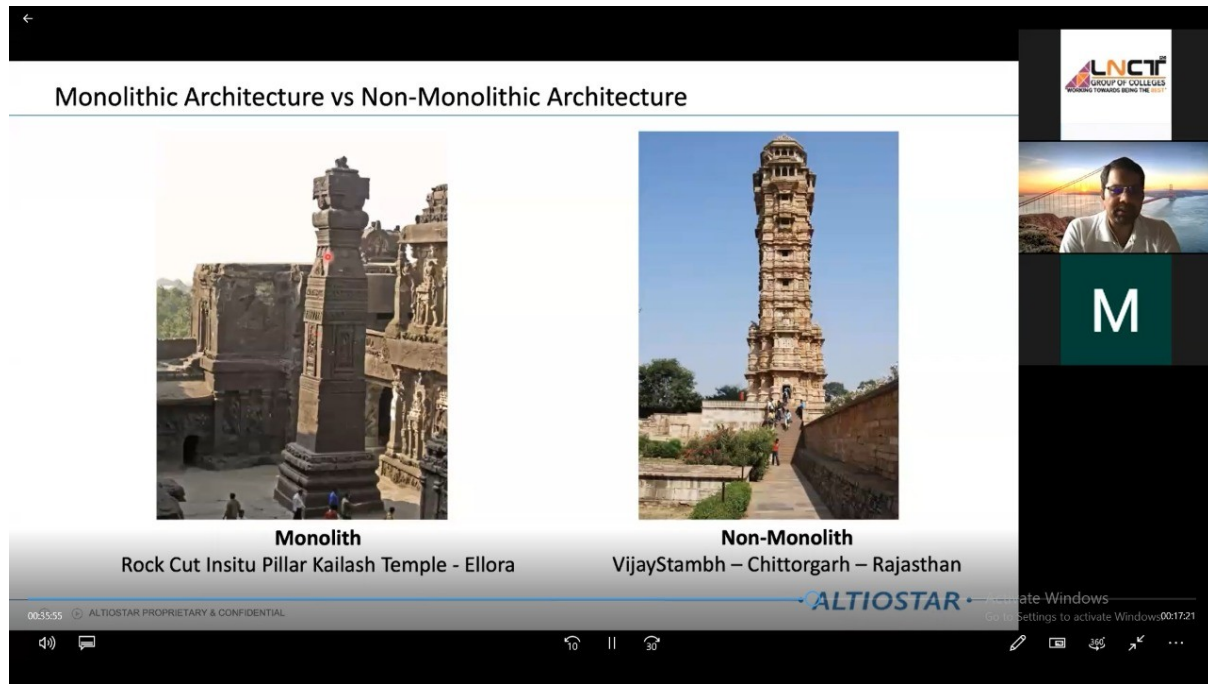 Monolithic Architecture vs Non-Monolithic Architecture
LNCT
GROUP OF COLLEGES
"WORKING TOWARDS BEING THE BEST"
M
Monolith
Rock Cut Insitu Pillar Kailash Temple - Ellora
Non-Monolith
VijayStambh – Chittorgarh – Rajasthan
ALTIOSTAR
ALTIOSTAR PROPRIETARY & CONFIDENTIAL
Activate Windows
Go to Settings to activate Windows.
00:35:55
00:17:21
10
30
360